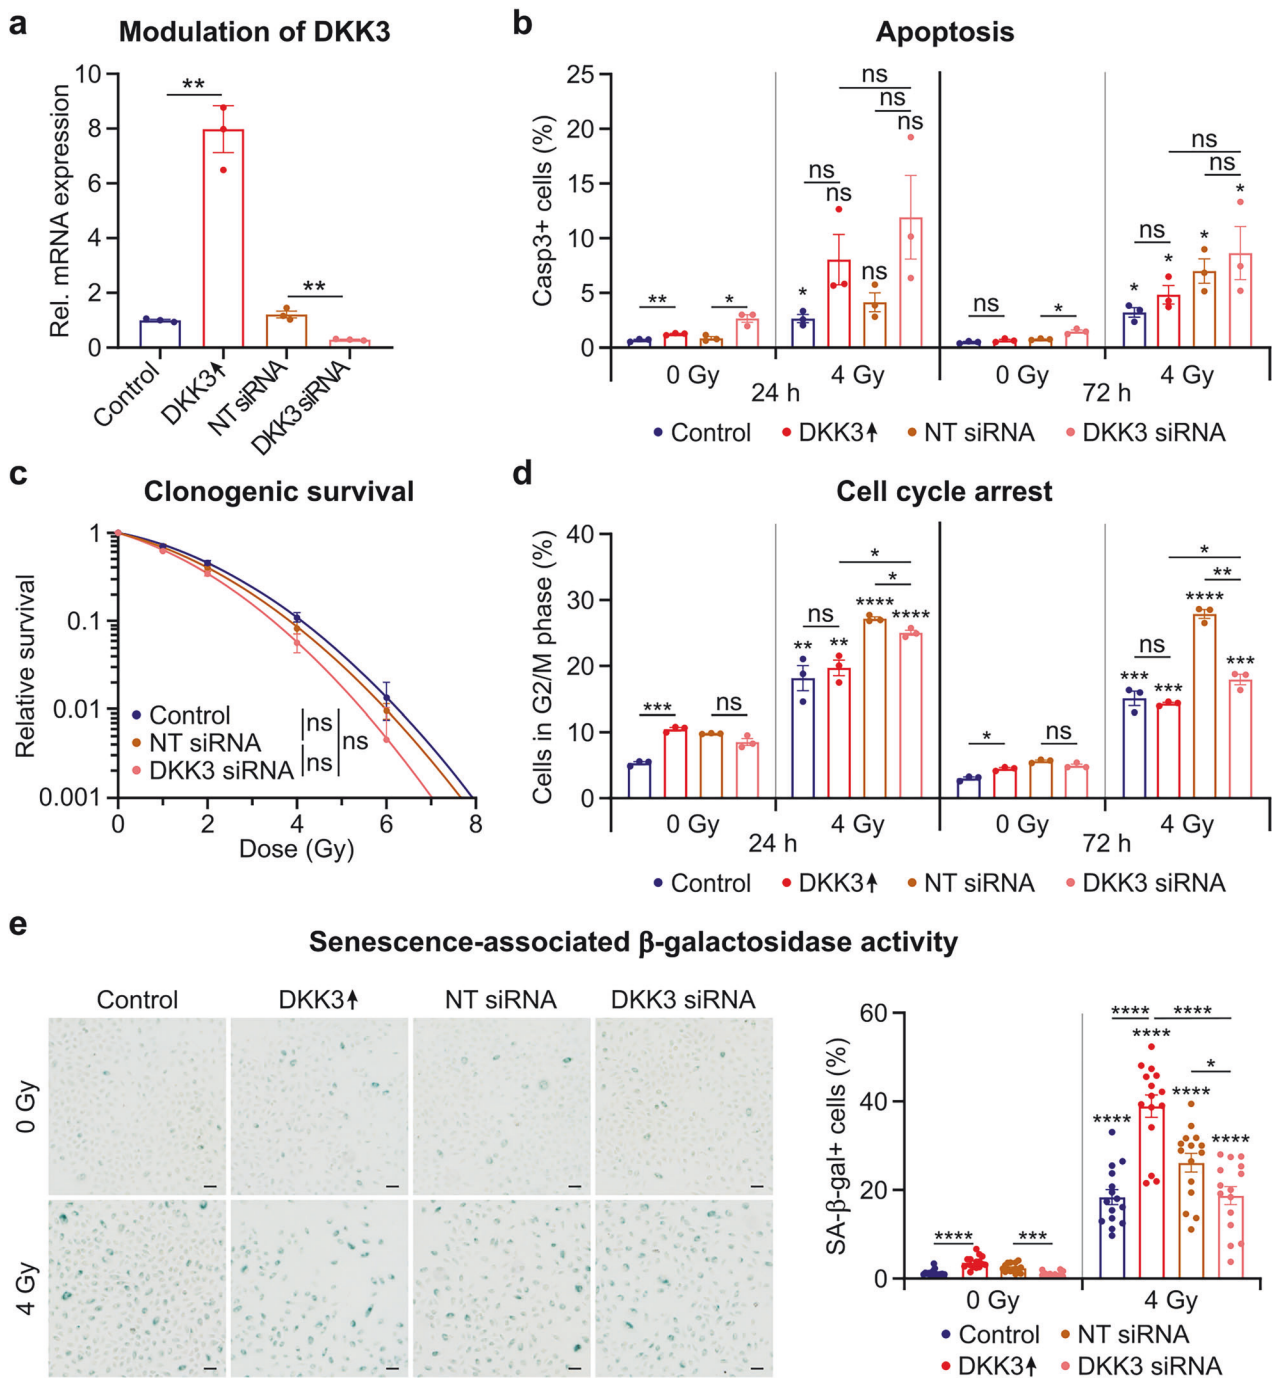 a
Modulation of DKK3
Rel. mRNA expression
10
8
6
4
2
0
**
**
Control
DKK3↑
NT siRNA
DKK3 siRNA
b
Apoptosis
Casp3+ cells (%)
25
20
15
10
5
0
** * * ns ns ns ns ns ns ns
ns * * ns * * * ns ns
0 Gy 4 Gy 0 Gy 4 Gy
24 h 72 h
Control DKK3↑ NT siRNA DKK3 siRNA
c
Clonogenic survival
Relative survival
1
0.1
0.01
0.001
Control
NT siRNA
DKK3 siRNA
ns
ns
ns
0 2 4 6 8
Dose (Gy)
d
Cell cycle arrest
Cells in G2/M phase (%)
40
30
20
10
0
*** ns ** ns ** **** **** * *
* ns *** ns *** **** *** ** *
0 Gy 4 Gy 0 Gy 4 Gy
24 h 72 h
Control DKK3↑ NT siRNA DKK3 siRNA
e
Senescence-associated β-galactosidase activity
Control DKK3↑ NT siRNA DKK3 siRNA
0 Gy
4 Gy
SA-β-gal+ cells (%)
60
40
20
0
**** ***
**** **** **** **** * **** ****
0 Gy 4 Gy
Control NT siRNA
DKK3↑ DKK3 siRNA